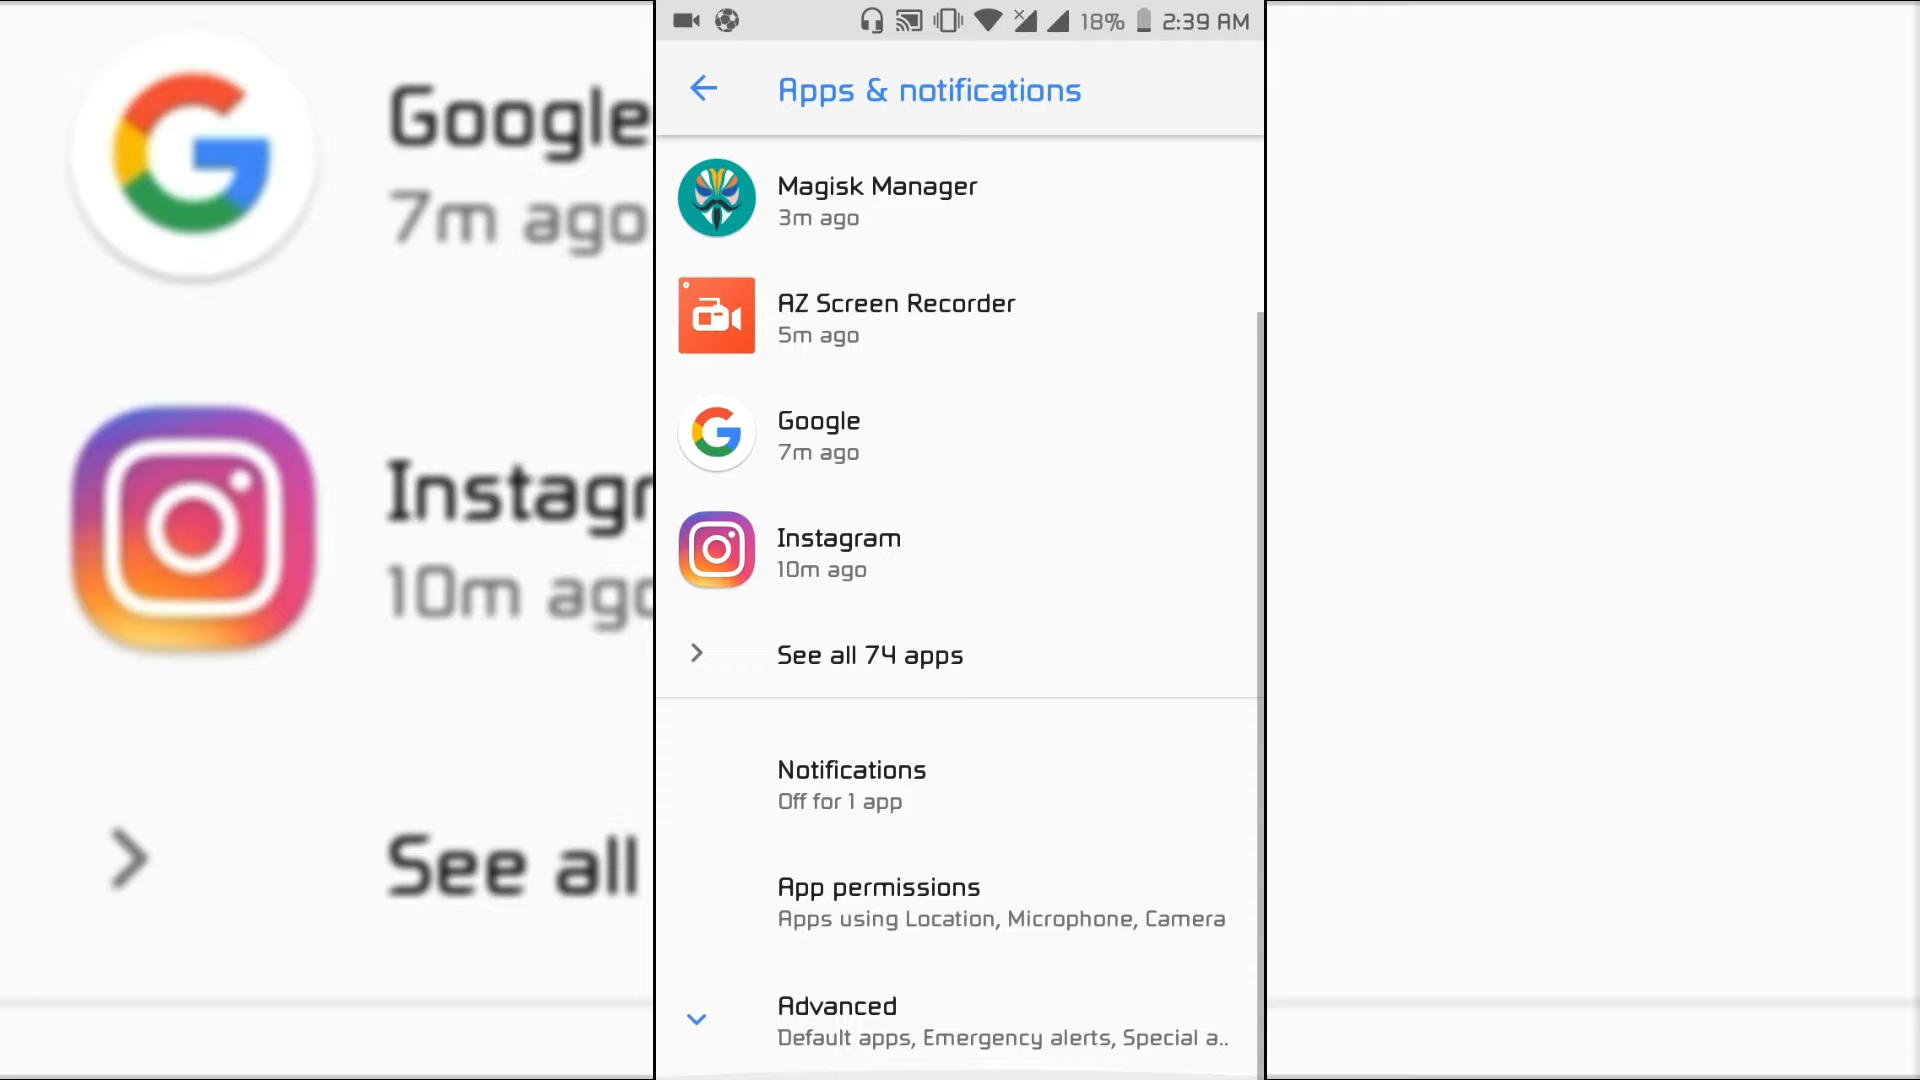 18% 2:39 AM
Apps & notifications
Magisk Manager
3m ago
AZ Screen Recorder
5m ago
Google
7m ago
Instagram
10m ago
See all 74 apps
Notifications
Off for 1 app
App permissions
Apps using Location, Microphone, Camera
Advanced
Default apps, Emergency alerts, Special a..
Google
7m ago
Instagr
10m ago
See all